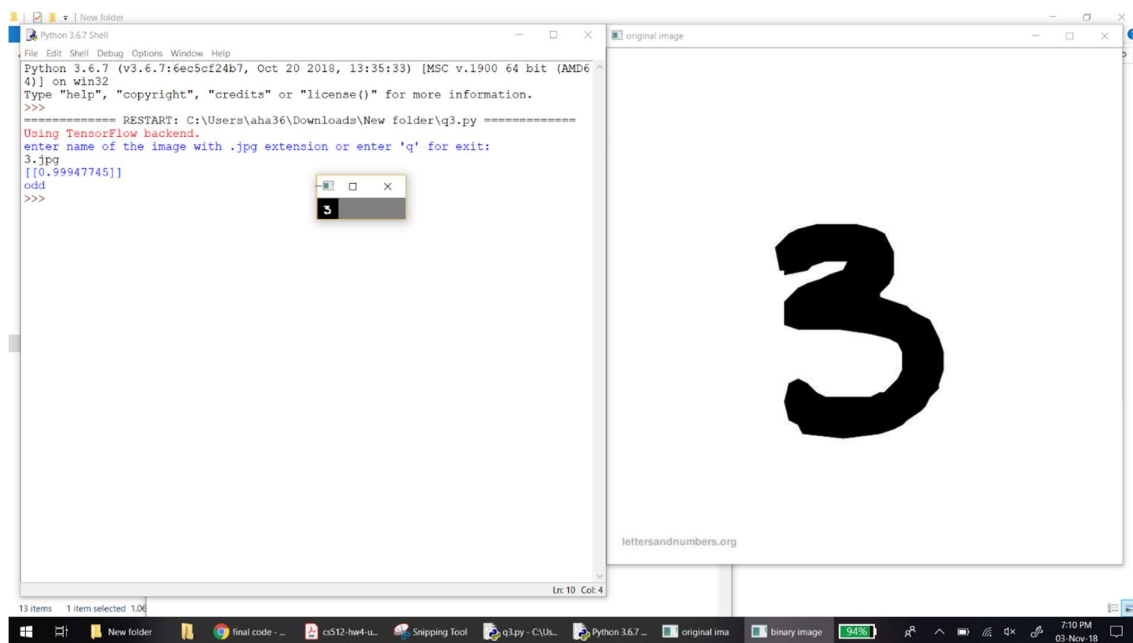 New folder
Python 3.6.7 Shell
File Edit Shell Debug Options Window Help
Python 3.6.7 (v3.6.7:6ec5cf24b7, Oct 20 2018, 13:35:33) [MSC v.1900 64 bit (AMD6
4)] on win32
Type "help", "copyright", "credits" or "license()" for more information.
>>>
============= RESTART: C:\Users\aha36\Downloads\New folder\q3.py =============
Using TensorFlow backend.
enter name of the image with .jpg extension or enter 'q' for exit:
3.jpg
[[0.99947745]]
odd
>>>
Ln: 10 Col: 4
3
original image
3
lettersandnumbers.org
13 items 1 item selected 1.06
New folder
final code - ...
cs512-hw4-u...
Snipping Tool
q3.py - C:\Us...
Python 3.6.7 ...
original ima
binary image
94%
7:10 PM
03-Nov-18